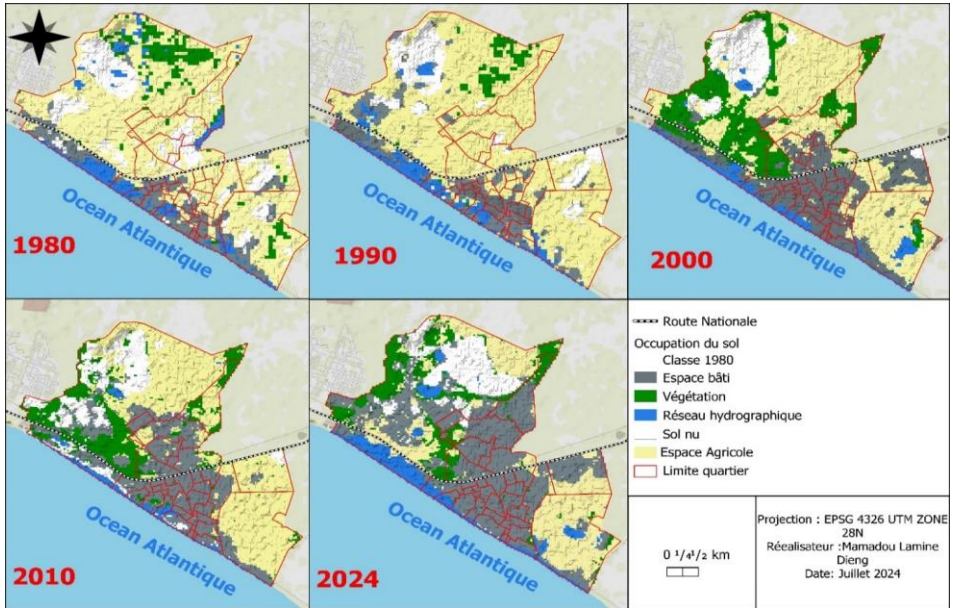 Ocean Atlantique
1980
Ocean Atlantique
1990
Ocean Atlantique
2000
Ocean Atlantique
2010
Ocean Atlantique
2024
Route Nationale
Occupation du sol
Classe 1980
Espace bâti
Végétation
Réseau hydrographique
Sol nu
Espace Agricole
Limite quartier
0 1/4 1/2 km
Projection : EPSG 4326 UTM ZONE
28N
Réealisateur :Mamadou Lamine
Dieng
Date: Juillet 2024